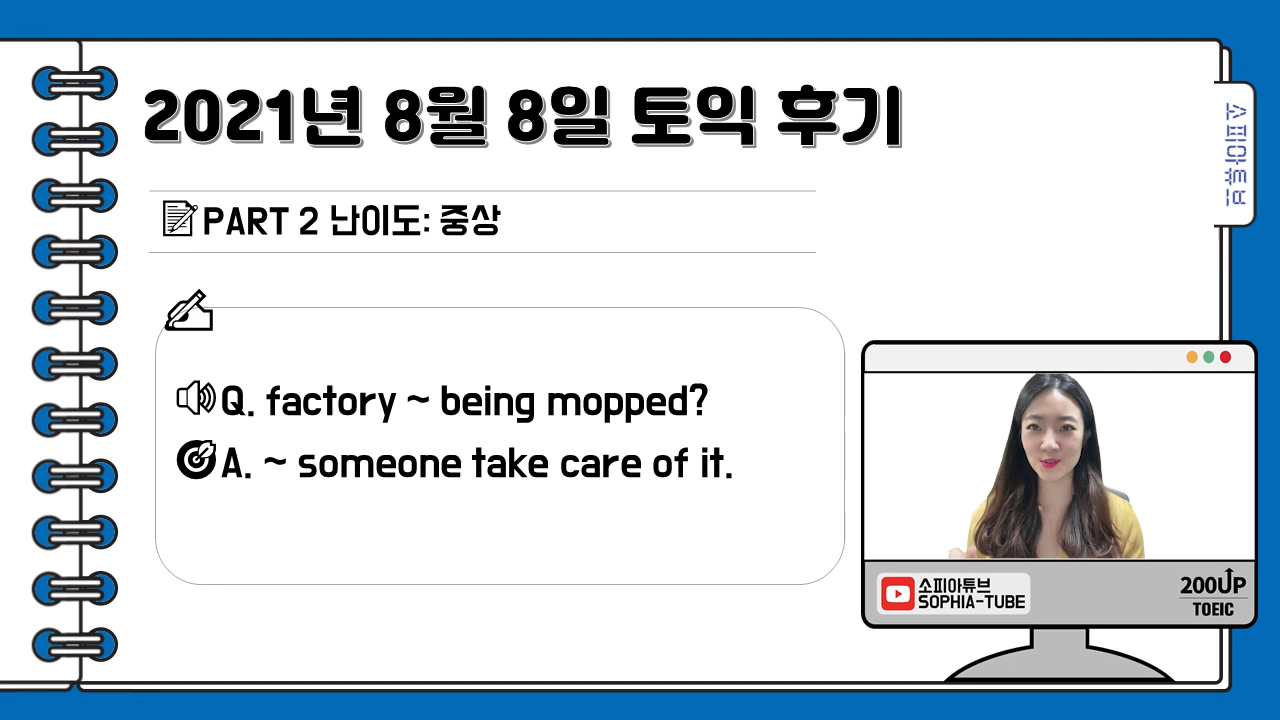 2021년 8월 8일 토익 후기
소피아튜브
PART 2 난이도: 중상
Q. factory ~ being mopped?
A. ~ someone take care of it.
소피아튜브
SOPHIA-TUBE
200UP
TOEIC